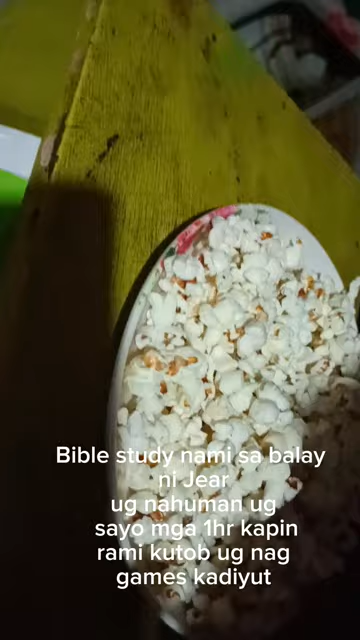 Bible study nami sa balay
ni Jear
ug nahuman ug
sayo mga 1hr kapin
rami kutob ug nag
games kadiyut